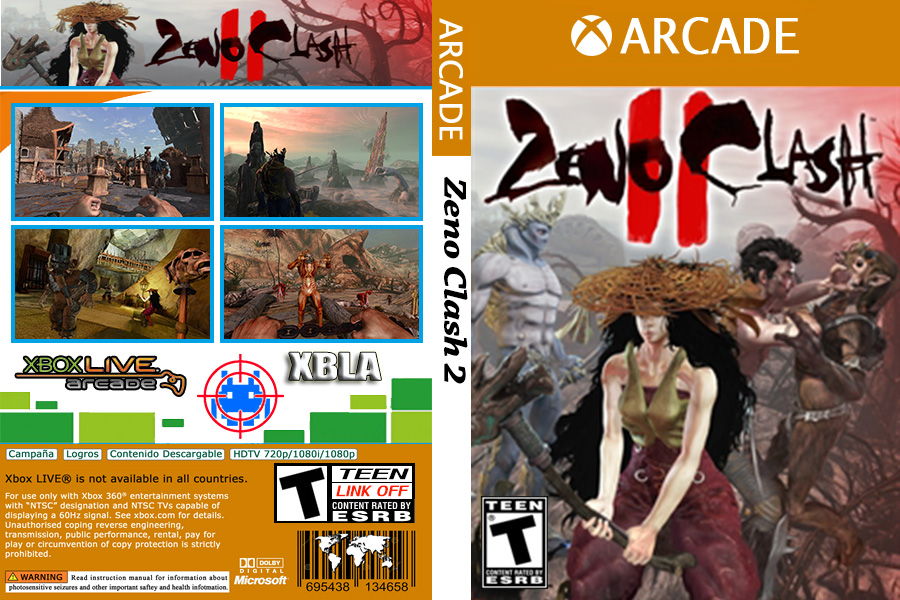 ZENO CLASH
II
XBOX LIVE
arcade
XBLA
Campaña
Logros
Contenido Descargable
HDTV 720p/1080i/1080p
Xbox LIVE® is not available in all countries.
For use only with Xbox 360® entertainment systems
with "NTSC" designation and NTSC TVs capable of
displaying a 60Hz signal. See xbox.com for details.
Unauthorised coping reverse engineering,
transmission, public performance, rental, pay for
play or circumvention of copy protection is strictly
prohibited.
WARNING Read instruction manual for information about
photosensitive seizures and other important saftey and health infotmation.
T
TEEN
LINK OFF
CONTENT RATED BY
ESRB
DOLBY
DIGITAL
Microsoft
695438 134658
ARCADE
Zeno Clash 2
ARCADE
ZENO CLASH
II
TEEN
T
CONTENT RATED BY
ESRB